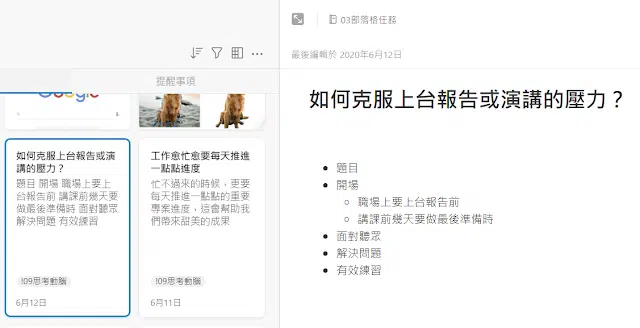 提醒事項
Google
如何克服上台報告或演
講的壓力？
題目 開場 職場上要上
台報告前 講課前幾天要
做最後準備時 面對聽眾
解決問題 有效練習
!09思考動腦
6月12日
工作愈忙愈要每天推進
一點點進度
忙不過來的時候，更要
每天推進一點點的重要
專案進度，這會幫助我
們帶來甜美的成果
!09思考動腦
6月11日
03部落格任務
最後編輯於 2020年6月12日
如何克服上台報告或演講的壓力？
題目
開場
職場上要上台報告前
講課前幾天要做最後準備時
面對聽眾
解決問題
有效練習